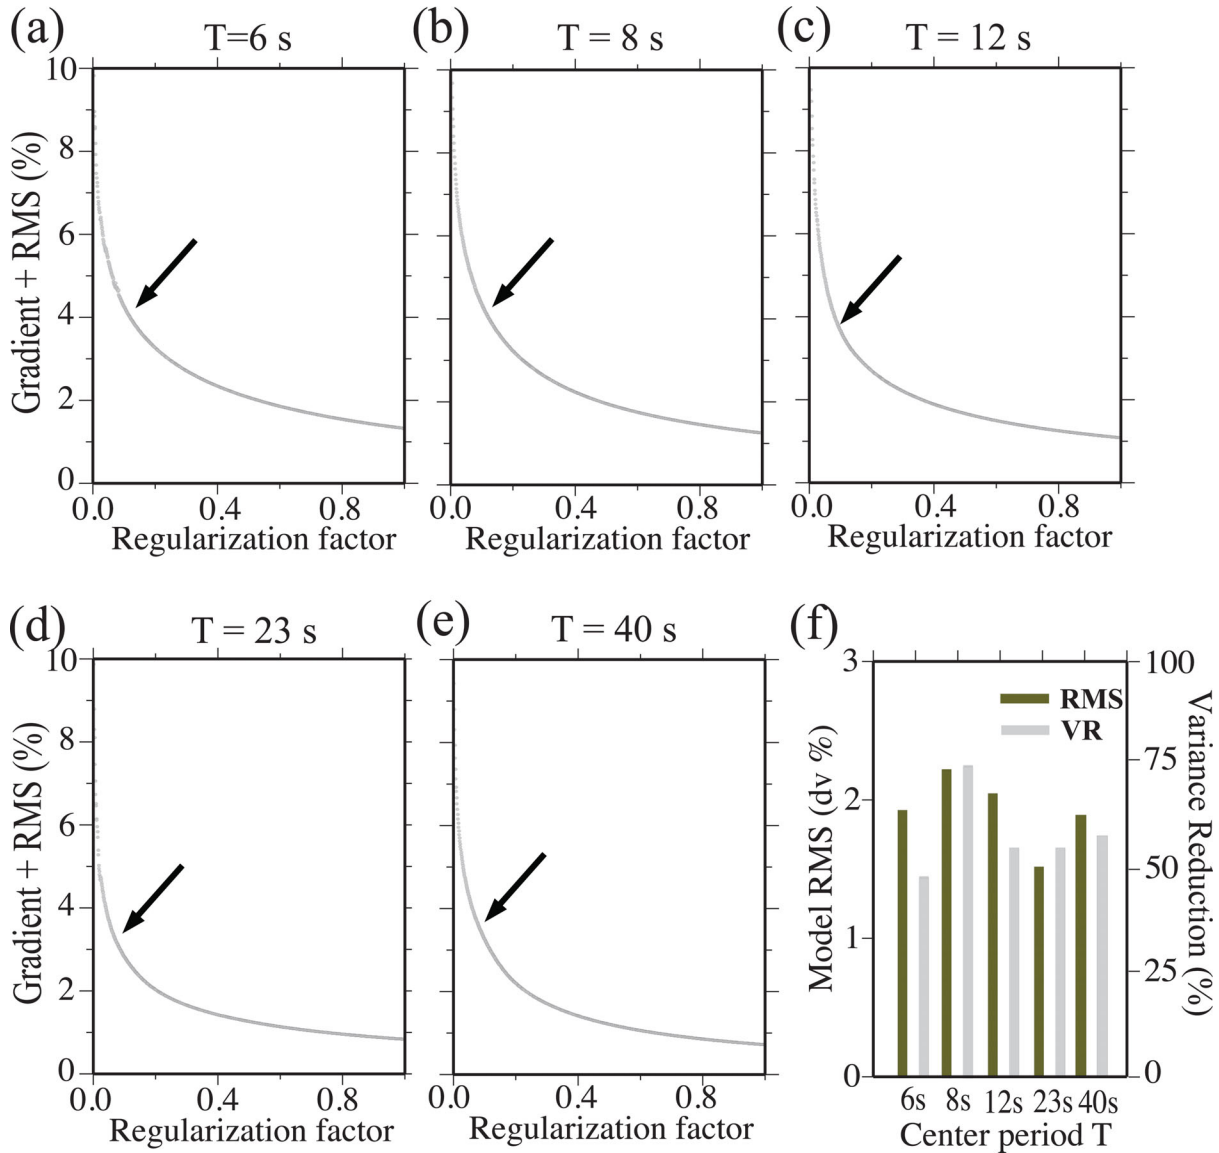 (a) T=6 s
(b) T = 8 s
(c) T = 12 s
10
8
6
4
2
0
Gradient + RMS (%)
0.0 0.4 0.8
Regularization factor
0.0 0.4 0.8
Regularization factor
0.0 0.4 0.8
Regularization factor
(d) T = 23 s
(e) T = 40 s
(f)
10
8
6
4
2
0
Gradient + RMS (%)
0.0 0.4 0.8
Regularization factor
0.0 0.4 0.8
Regularization factor
3
2
1
0
Model RMS (dv %)
RMS
VR
100
75
50
25
0
Variance Reduction (%)
6s 8s 12s 23s 40s
Center period T